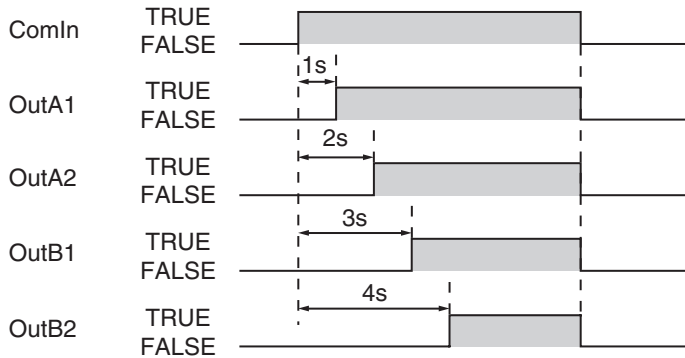 ComIn TRUE
FALSE
1s
OutA1 TRUE
FALSE
2s
OutA2 TRUE
FALSE
3s
OutB1 TRUE
FALSE
4s
OutB2 TRUE
FALSE